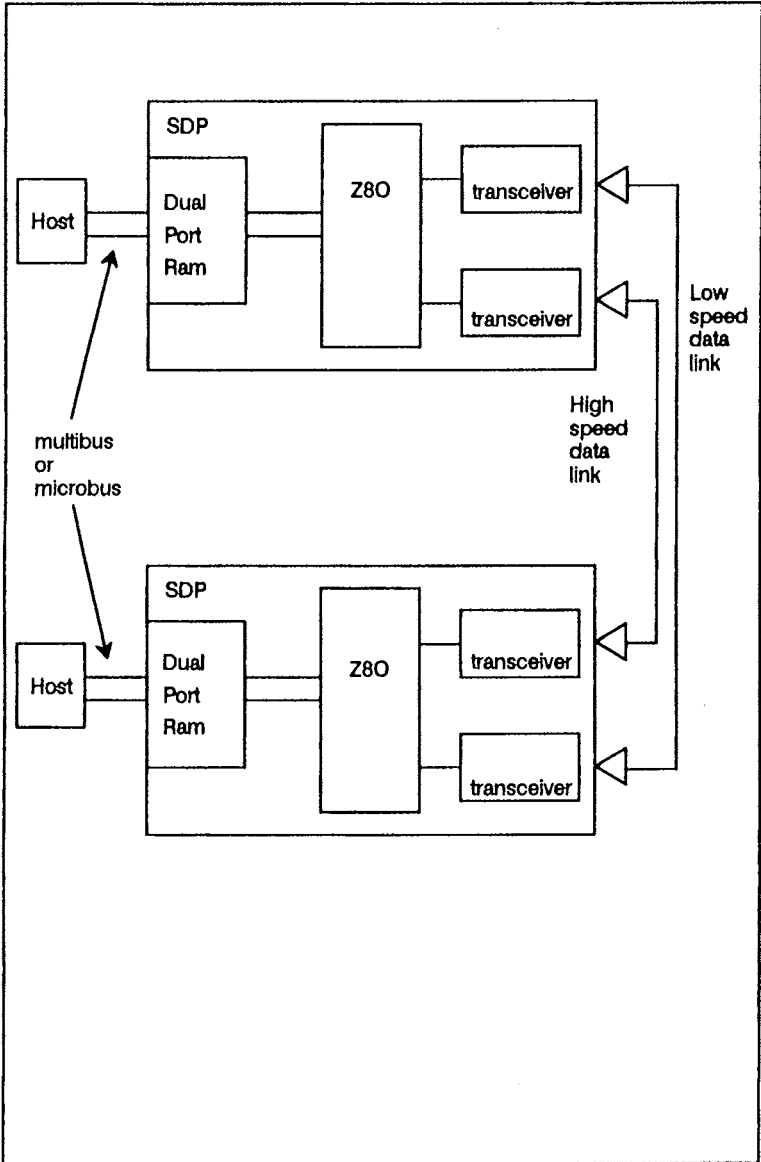 SDP
Z8O
transceiver
Host
Dual
Port
Ram
transceiver
Low
speed
data
link
High
speed
data
link
multibus
or
microbus
SDP
Z8O
transceiver
Host
Dual
Port
Ram
transceiver